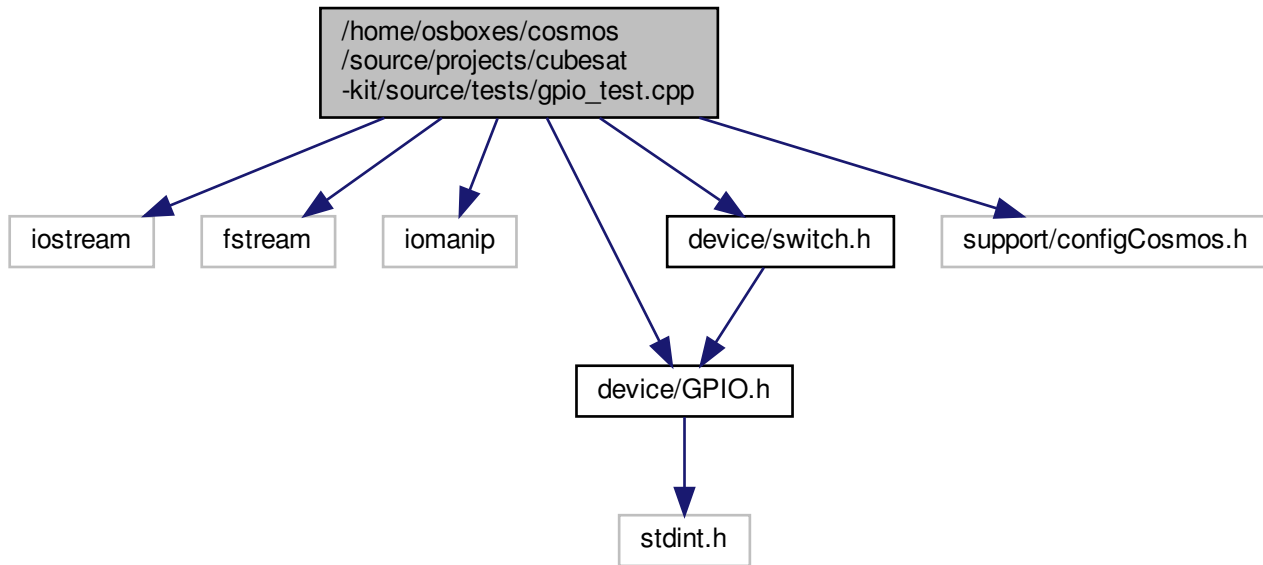 /home/osboxes/cosmos
/source/projects/cubesat
-kit/source/tests/gpio_test.cpp
iostream
fstream
iomanip
device/switch.h
support/configCosmos.h
device/GPIO.h
stdint.h